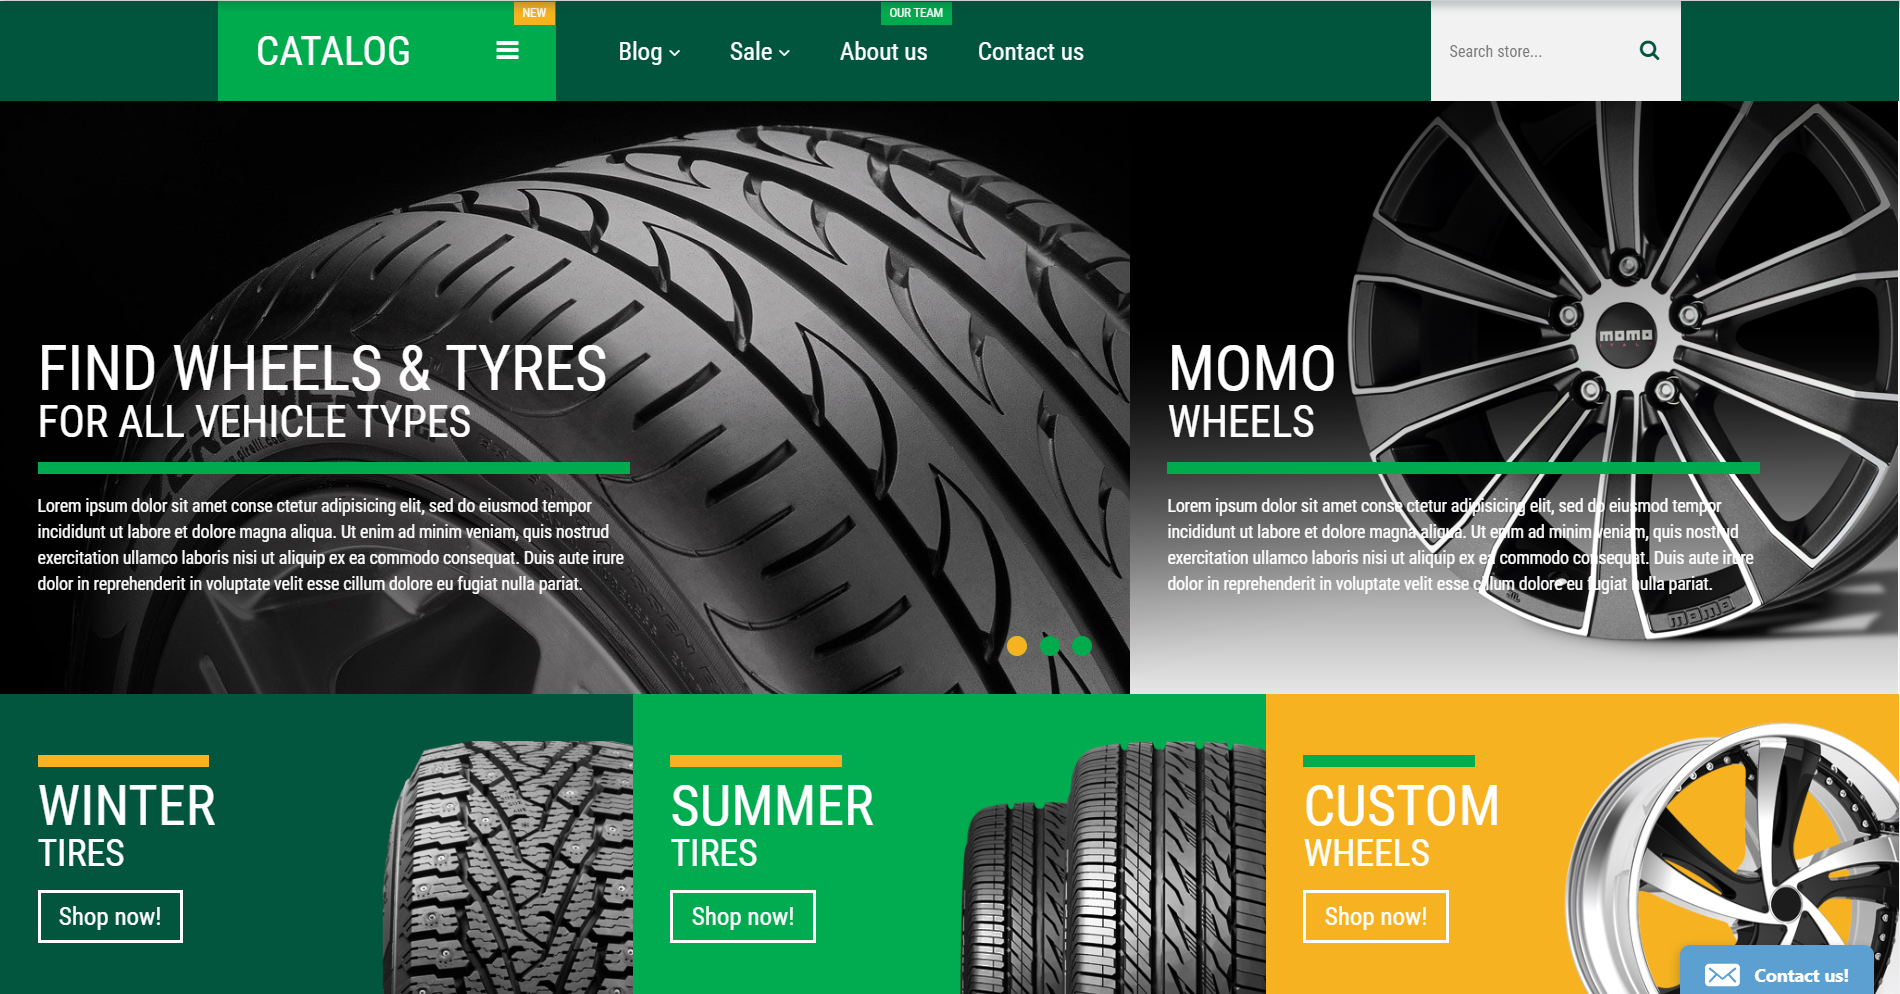 NEW
OUR TEAM
CATALOG
Blog
Sale
About us
Contact us
Search store...
FIND WHEELS & TYRES
FOR ALL VEHICLE TYPES
Lorem ipsum dolor sit amet conse ctetur adipisicing elit, sed do eiusmod tempor
incididunt ut labore et dolore magna aliqua. Ut enim ad minim veniam, quis nostrud
exercitation ullamco laboris nisi ut aliquip ex ea commodo consequat. Duis aute irure
dolor in reprehenderit in voluptate velit esse cillum dolore eu fugiat nulla pariat.
momo
MOMO
WHEELS
Lorem ipsum dolor sit amet conse ctetur adipisicing elit, sed do eiusmod tempor
incididunt ut labore et dolore magna aliqua. Ut enim ad minim veniam, quis nostrud
exercitation ullamco laboris nisi ut aliquip ex ea commodo consequat. Duis aute irure
dolor in reprehenderit in voluptate velit esse cillum dolore eu fugiat nulla pariat.
momo
WINTER
TIRES
Shop now!
SUMMER
TIRES
Shop now!
CUSTOM
WHEELS
Shop now!
Contact us!